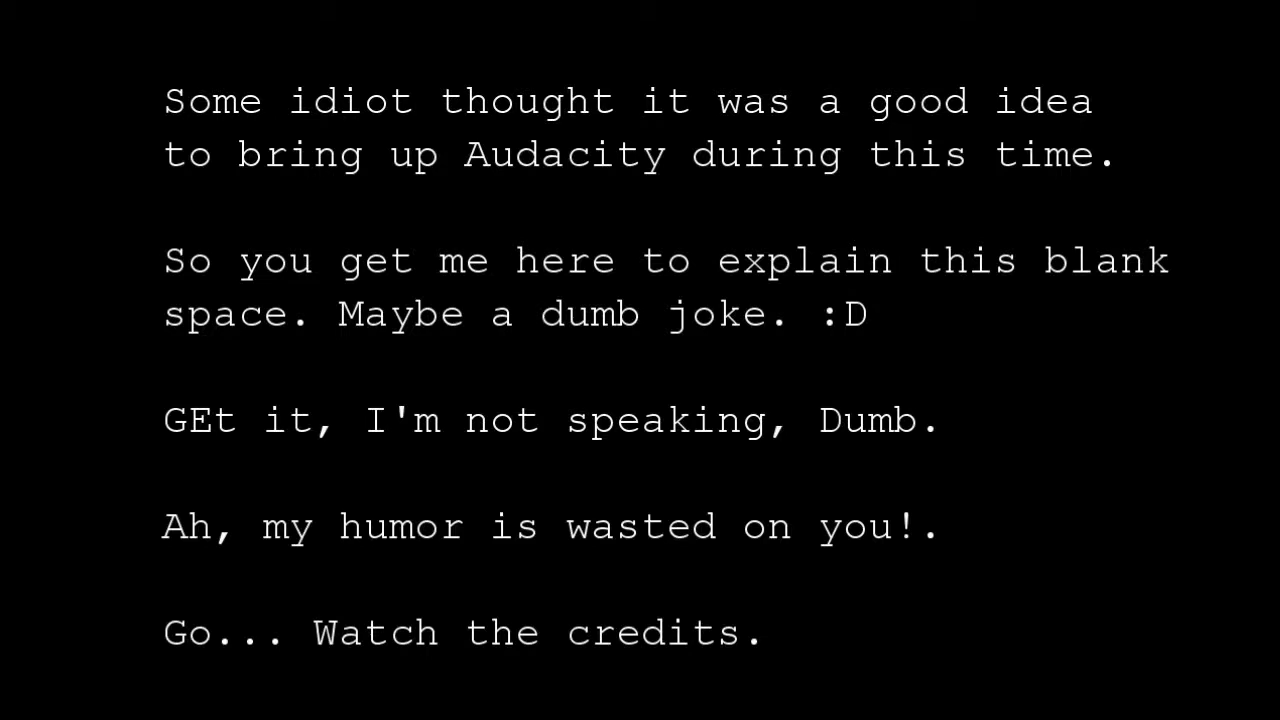 Some idiot thought it was a good idea
to bring up Audacity during this time.
So you get me here to explain this blank
space. Maybe a dumb joke. :D
GEt it, I'm not speaking, Dumb.
Ah, my humor is wasted on you!.
Go... Watch the credits.